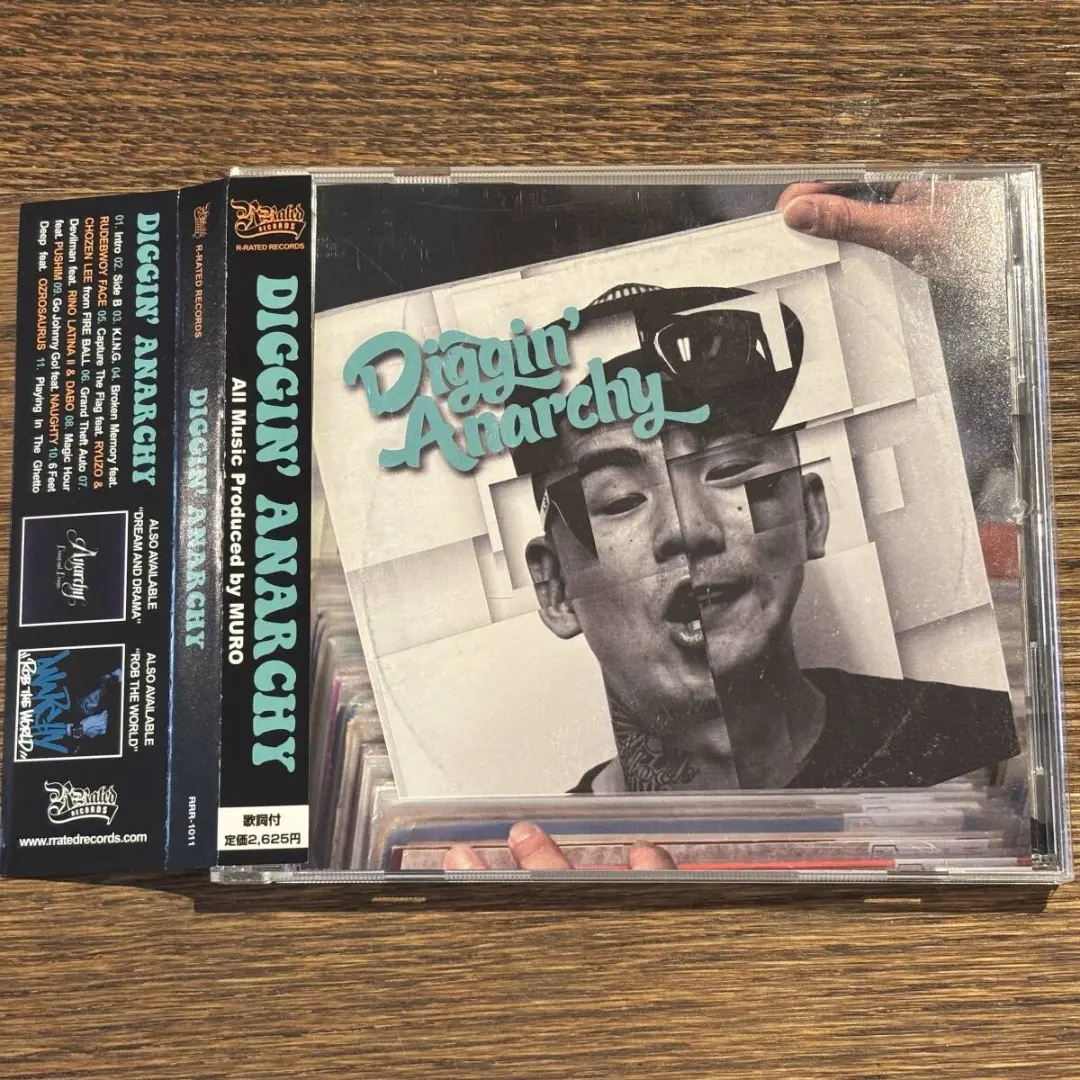 DIGGIN' ANARCHY
01. Intro 02. Side B 03. K.I.N.G. 04. Broken Memory feat.
RUDEBWOY FACE 05. Capture The Flag feat. RYUZO &
CHOZEN LEE from FIRE BALL 06. Grand Theft Auto 07.
Devilman feat. RINO LATINA II & DABO 08. Magic Hour
feat. PUSHIM 09. Go Johnny Go! feat. NAUGHTY 10. 6 Feet
Deep feat. OZROSAURUS 11. Playing In The Ghetto
ALSO AVAILABLE
"DREAM AND DRAMA"
Anarchy
ALSO AVAILABLE
"ROB THE WORLD"
ANARCHY
"ROB THE WORLD"
R-Rated
RECORDS
www.rratedrecords.com
R-Rated
RECORDS
R-RATED RECORDS
DIGGIN' ANARCHY
RRR-1011
R-Rated
RECORDS
R-RATED RECORDS
DIGGIN' ANARCHY
All Music Produced by MURO
歌詞付
定価2,625円
Diggin'
Anarchy